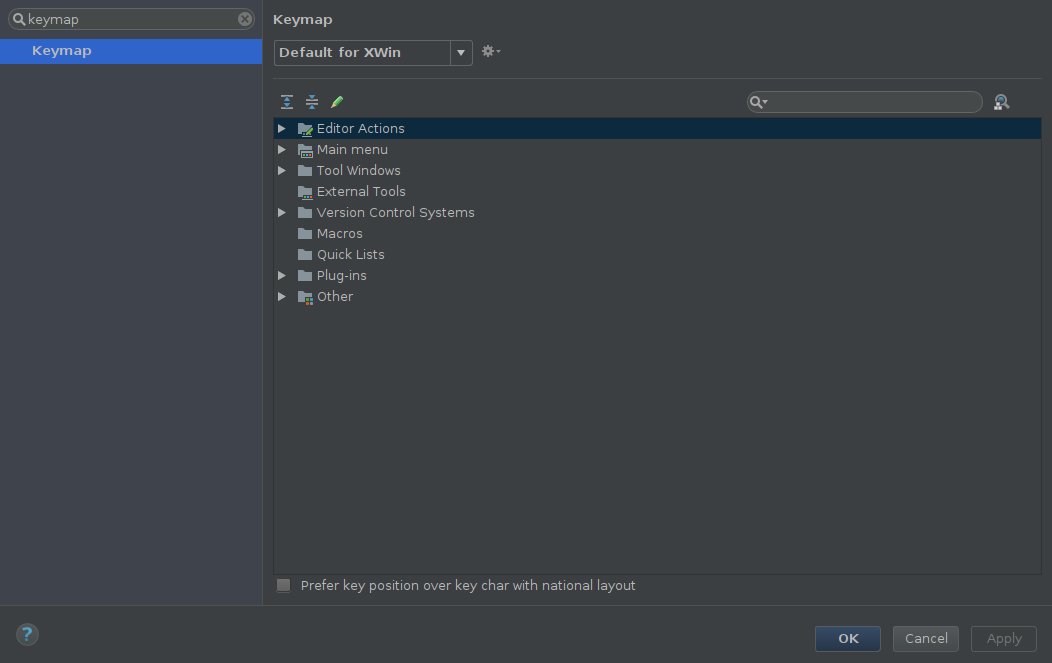 keymap
Keymap
Keymap
Default for XWin
Editor Actions
Main menu
Tool Windows
External Tools
Version Control Systems
Macros
Quick Lists
Plug-ins
Other
Prefer key position over key char with national layout
?
OK
Cancel
Apply